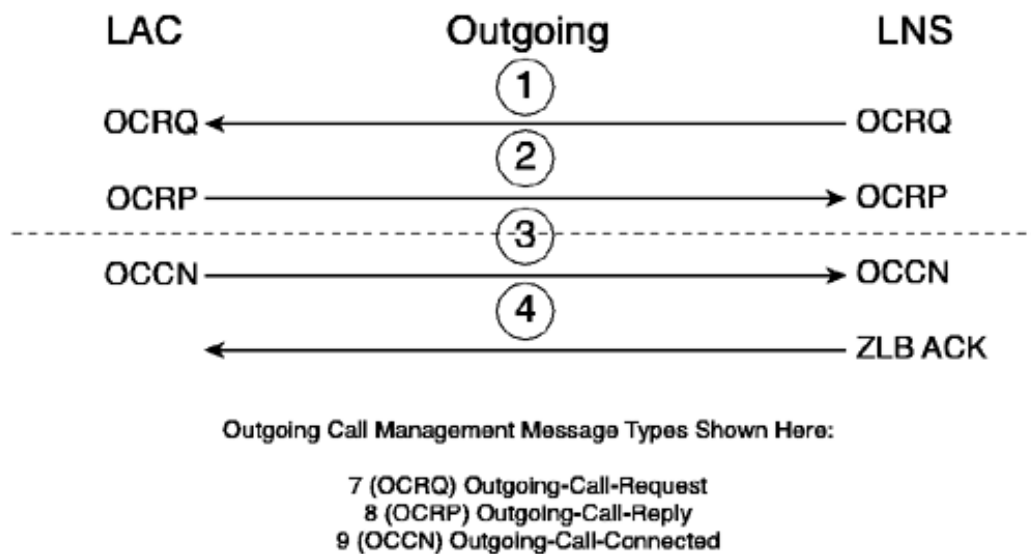 LAC Outgoing LNS
1
OCRQ OCRQ
2
OCRP OCRP
3
OCCN OCCN
4
ZLB ACK
Outgoing Call Management Message Types Shown Here:
7 (OCRQ) Outgoing-Call-Request
8 (OCRP) Outgoing-Call-Reply
9 (OCCN) Outgoing-Call-Connected